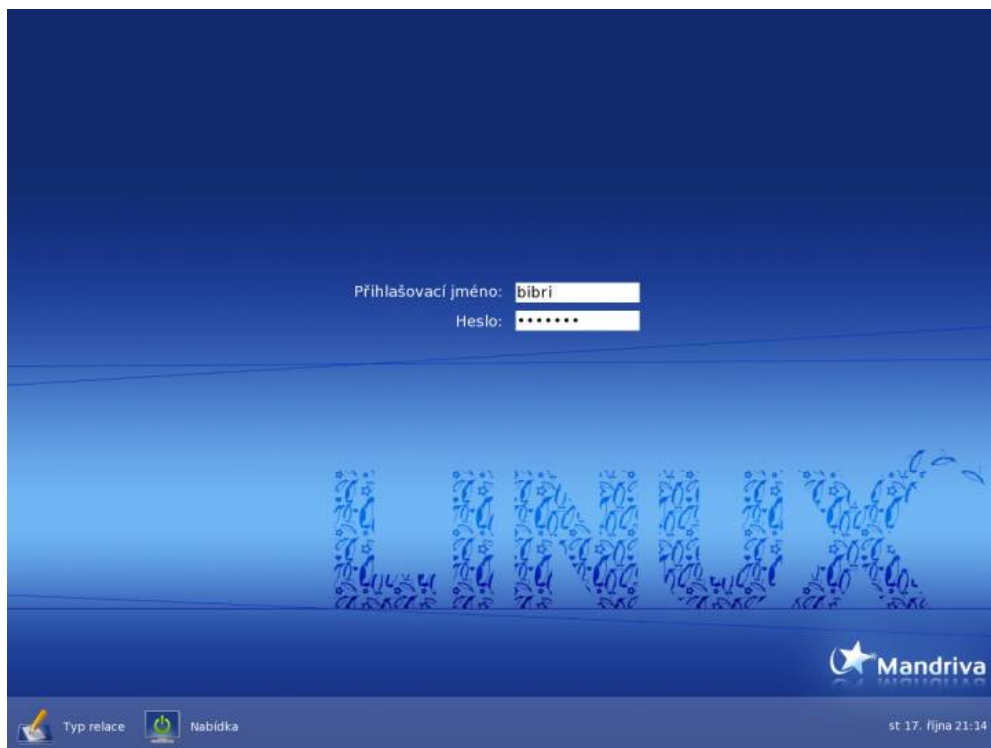 Přihlašovací jméno: bibri
Heslo: •••••••
LINUX
Mandriva
Typ relace Nabídka st 17. října 21:14